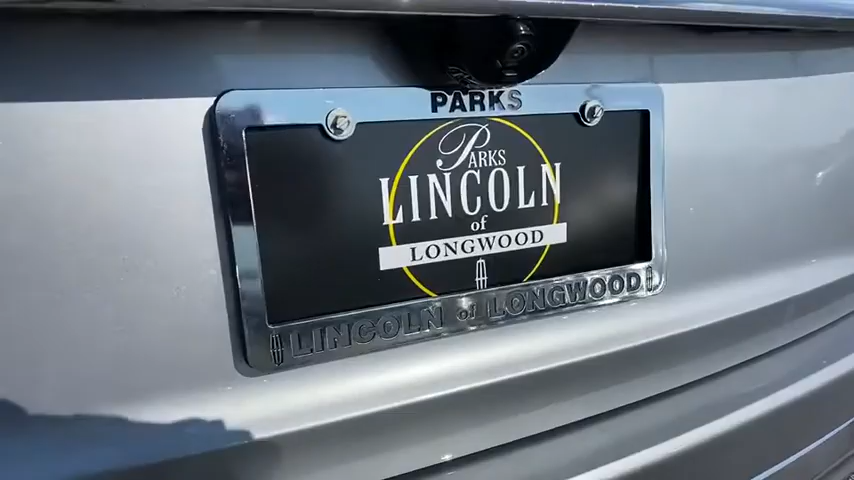 PARKS
PARKS
LINCOLN
of
LONGWOOD
LINCOLN of LONGWOOD